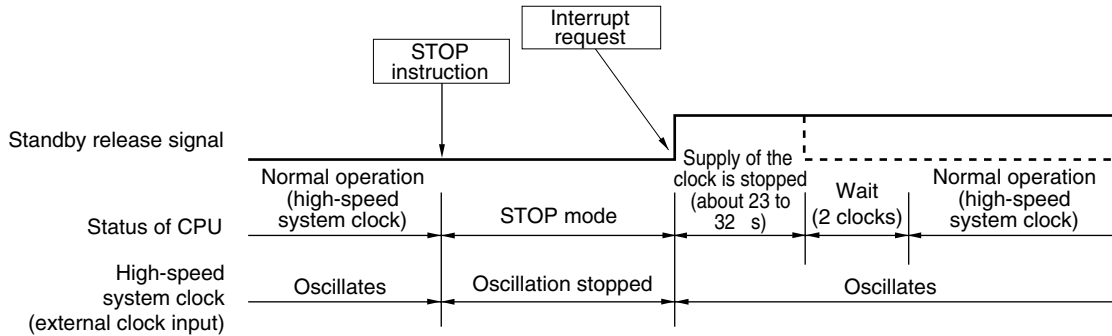 Interrupt
request
STOP
instruction
Standby release signal
Supply of the
clock is stopped
(about 23 to
32 s)
Normal operation
(high-speed
system clock)
STOP mode
Wait
(2 clocks)
Normal operation
(high-speed
system clock)
Status of CPU
High-speed
system clock
(external clock input)
Oscillates
Oscillation stopped
Oscillates